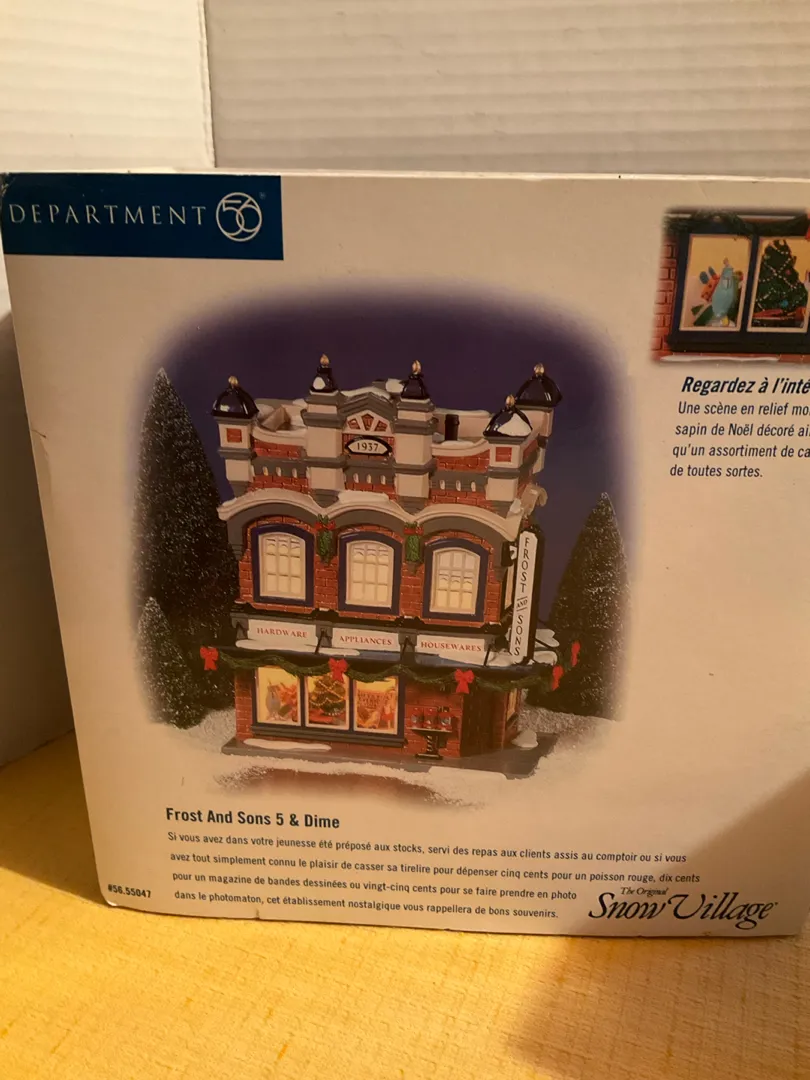 DEPARTMENT 56
Regardez à l'inté
Une scène en relief mo
sapin de Noël décoré ai
qu'un assortiment de ca
de toutes sortes.
1937
FROST AND SONS
HARDWARE
APPLIANCES
HOUSEWARES
Frost And Sons 5 & Dime
Si vous avez dans votre jeunesse été préposé aux stocks, servi des repas aux clients assis au comptoir ou si vous
avez tout simplement connu le plaisir de casser sa tirelire pour dépenser cinq cents pour un poisson rouge, dix cents
pour un magazine de bandes dessinées ou vingt-cinq cents pour se faire prendre en photo
dans le photomaton, cet établissement nostalgique vous rappellera de bons souvenirs.
#56.55047
The Original
Snow Village